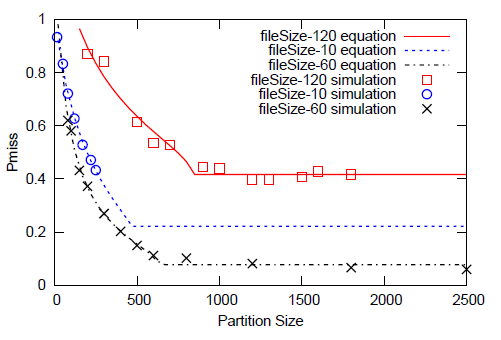 fileSize-120 equation
fileSize-10 equation
fileSize-60 equation
fileSize-120 simulation
fileSize-10 simulation
fileSize-60 simulation
1
0.8
0.6
0.4
0.2
0
Pmiss
0 500 1000 1500 2000 2500
Partition Size